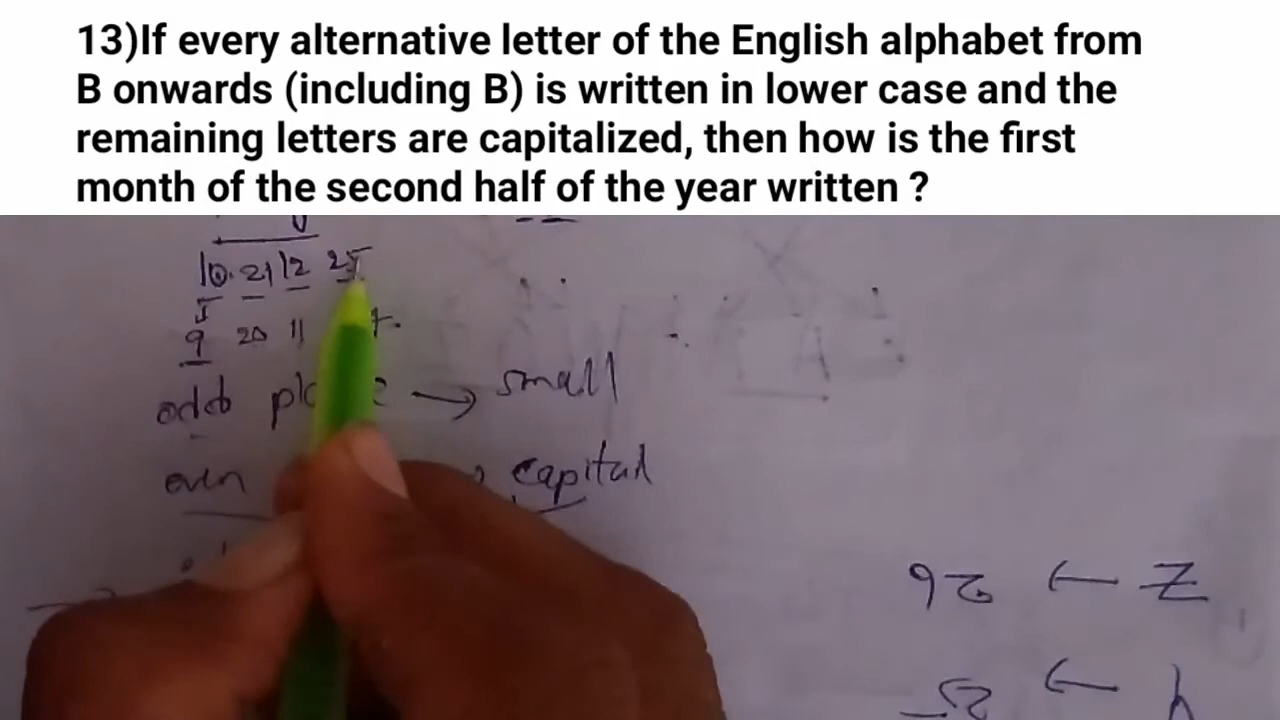 13)If every alternative letter of the English alphabet from
B onwards (including B) is written in lower case and the
remaining letters are capitalized, then how is the first
month of the second half of the year written ?
10. 21 12 25
9 20 11
odd → small
even capital
Z → 26
Y → 25